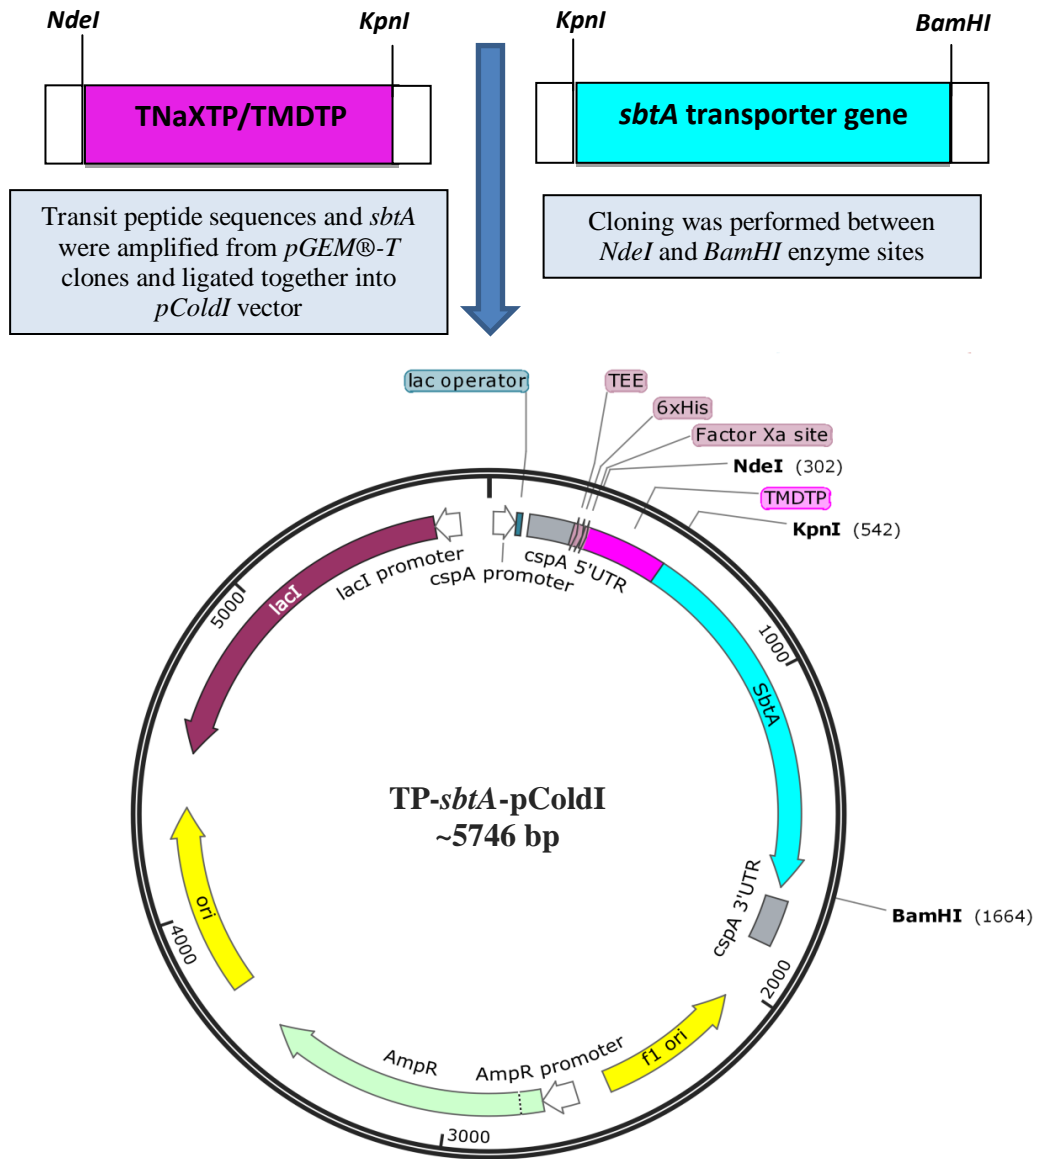 NdeI
KpnI
KpnI
BamHI
TNaXTP/TMDTP
sbtA transporter gene
Transit peptide sequences and sbtA
were amplified from pGEM®-T
clones and ligated together into
pColdI vector
Cloning was performed between
NdeI and BamHI enzyme sites
lac operator
TEE
6xHis
Factor Xa site
NdeI (302)
TMDTP
KpnI (542)
lacI promoter
cspA promoter
cspA 5'UTR
lacI
5000
1000
SbtA
TP-sbtA-pColdI
~5746 bp
cspA 3'UTR
BamHI (1664)
ori
4000
2000
f1 ori
AmpR promoter
AmpR
3000